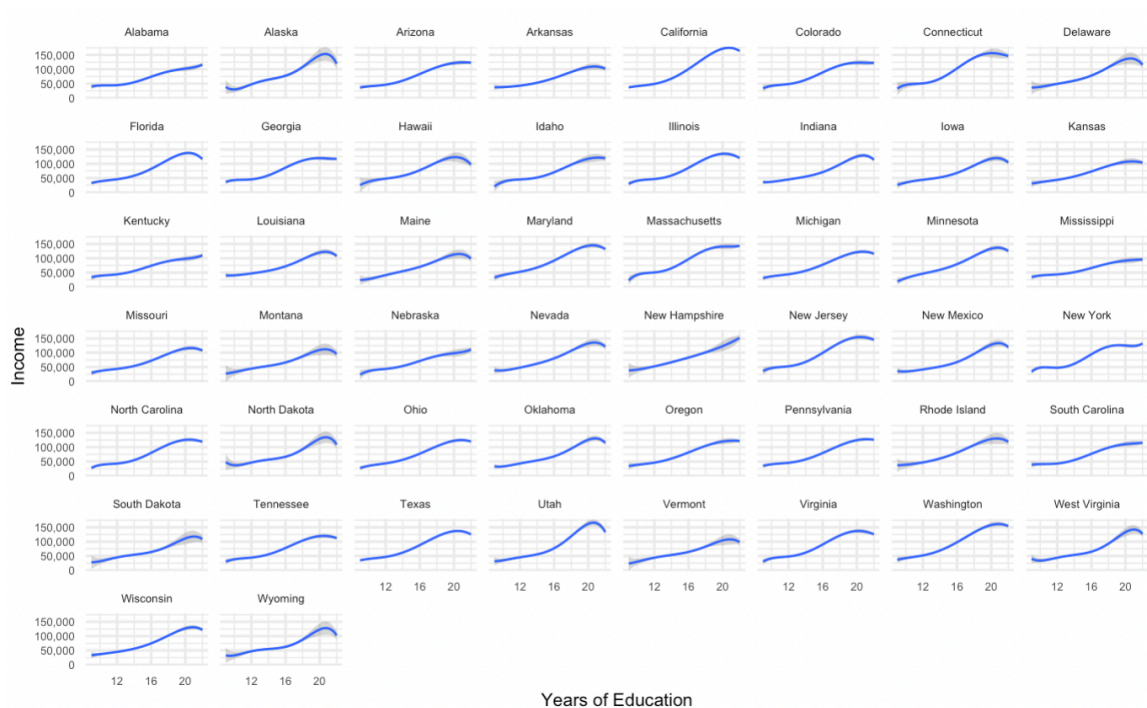 Alabama Alaska Arizona Arkansas California Colorado Connecticut Delaware
150,000
100,000
50,000
0
Florida Georgia Hawaii Idaho Illinois Indiana Iowa Kansas
150,000
100,000
50,000
0
Kentucky Louisiana Maine Maryland Massachusetts Michigan Minnesota Mississippi
150,000
100,000
50,000
0
Income
Missouri Montana Nebraska Nevada New Hampshire New Jersey New Mexico New York
150,000
100,000
50,000
0
North Carolina North Dakota Ohio Oklahoma Oregon Pennsylvania Rhode Island South Carolina
150,000
100,000
50,000
0
South Dakota Tennessee Texas Utah Vermont Virginia Washington West Virginia
150,000
100,000
50,000
0
12 16 20 12 16 20 12 16 20 12 16 20 12 16 20 12 16 20
Wisconsin Wyoming
150,000
100,000
50,000
0
12 16 20 12 16 20
Years of Education